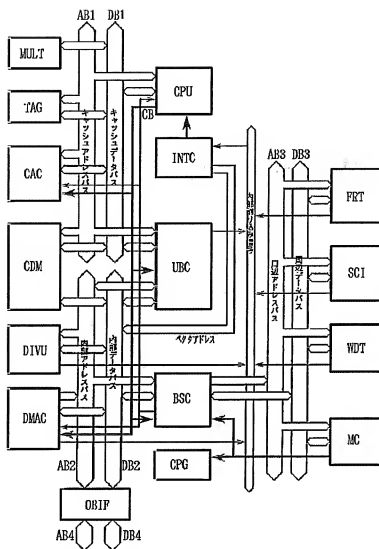 AB1 DB1
MULT
TAG
CAC
CDM
DIVU
DMAC
キャッシュアドレスバス
キャッシュデータバス
CB
CPU
INTC
UBC
ベクタアドレス
BSC
CPG
内部アドレスバス
内部データバス
AB2 DB2
OBIF
AB4 DB4
AB3 DB3
周辺アドレスバス
周辺データバス
FRT
SCI
WDT
MC